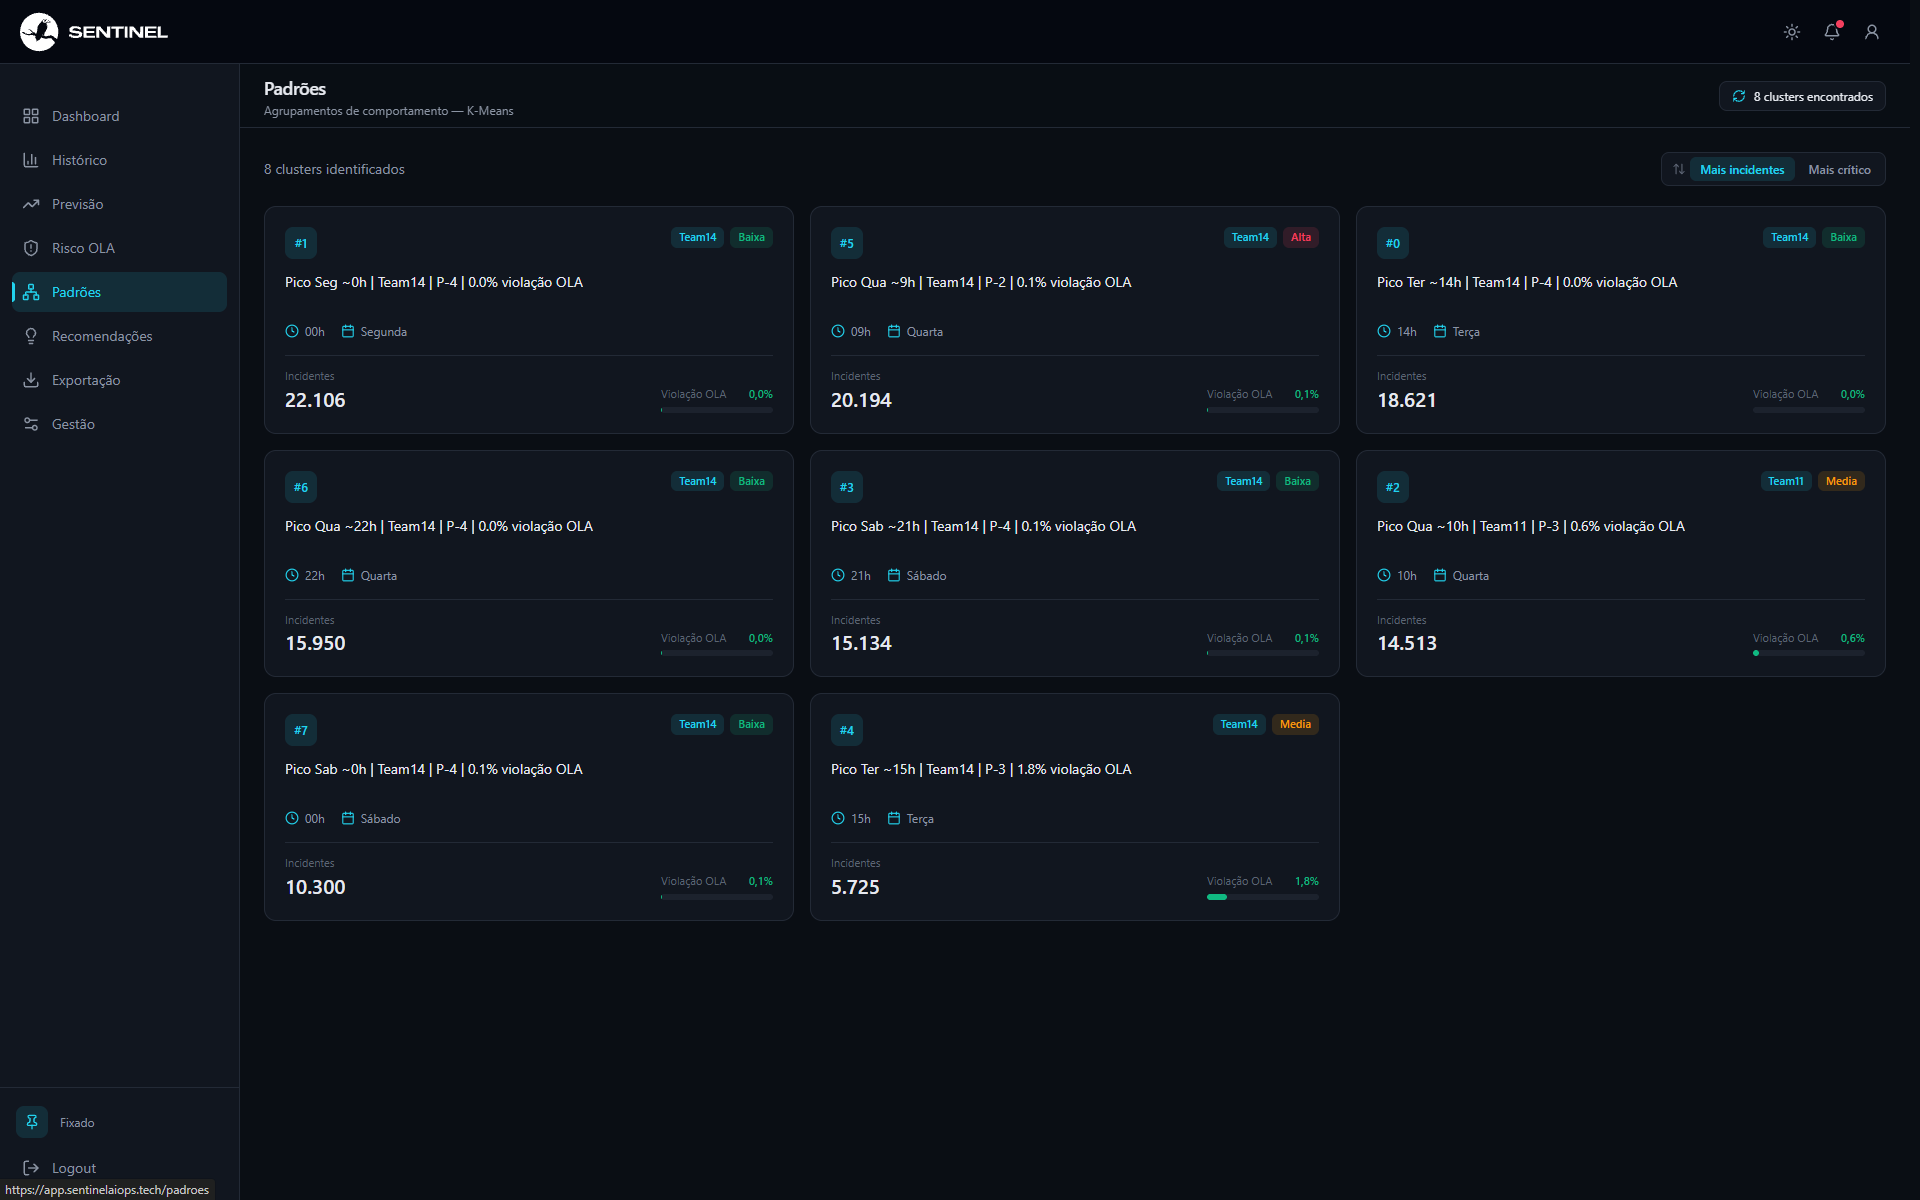 SENTINEL
Dashboard
Histórico
Previsão
Risco OLA
Padrões
Recomendações
Exportação
Gestão
Fixado
Logout
https://app.sentinelaiops.tech/padroes
Padrões
Agrupamentos de comportamento — K-Means
8 clusters encontrados
8 clusters identificados
Mais incidentes Mais crítico
#1 Team14 Baixa
Pico Seg ~0h | Team14 | P-4 | 0.0% violação OLA
00h Segunda
Incidentes
22.106
Violação OLA 0,0%
#5 Team14 Alta
Pico Qua ~9h | Team14 | P-2 | 0.1% violação OLA
09h Quarta
Incidentes
20.194
Violação OLA 0,1%
#0 Team14 Baixa
Pico Ter ~14h | Team14 | P-4 | 0.0% violação OLA
14h Terça
Incidentes
18.621
Violação OLA 0,0%
#6 Team14 Baixa
Pico Qua ~22h | Team14 | P-4 | 0.0% violação OLA
22h Quarta
Incidentes
15.950
Violação OLA 0,0%
#3 Team14 Baixa
Pico Sab ~21h | Team14 | P-4 | 0.1% violação OLA
21h Sábado
Incidentes
15.134
Violação OLA 0,1%
#2 Team11 Media
Pico Qua ~10h | Team11 | P-3 | 0.6% violação OLA
10h Quarta
Incidentes
14.513
Violação OLA 0,6%
#7 Team14 Baixa
Pico Sab ~0h | Team14 | P-4 | 0.1% violação OLA
00h Sábado
Incidentes
10.300
Violação OLA 0,1%
#4 Team14 Media
Pico Ter ~15h | Team14 | P-3 | 1.8% violação OLA
15h Terça
Incidentes
5.725
Violação OLA 1,8%